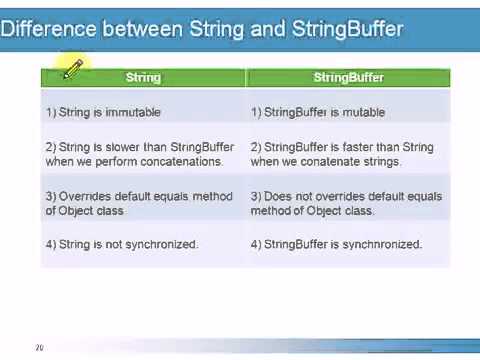 Difference between String and StringBuffer
String StringBuffer
1) String is immutable 1) StringBuffer is mutable
2) String is slower than StringBuffer 2) StringBuffer is faster than String
when we perform concatenations. when we conatenate strings.
3) Overrides default equals method 3) Does not overrides default equals
of Object class method of Object class.
4) String is not synchronized. 4) StringBuffer is synchnronized.
20